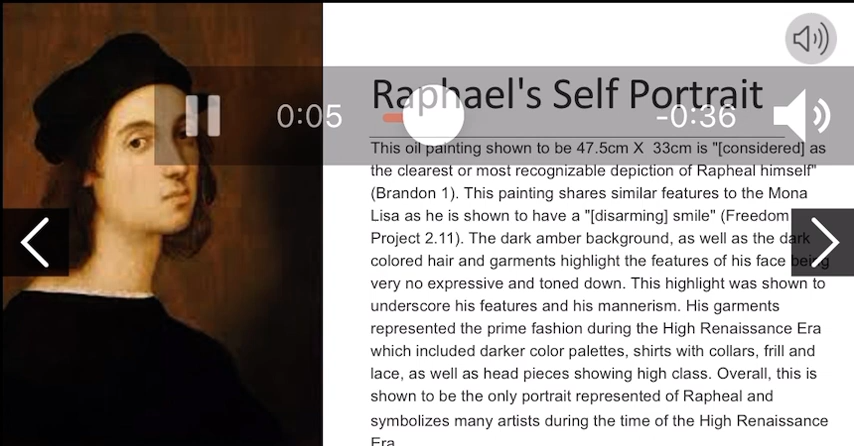 Raphael's Self Portrait
0:05
-0:36
This oil painting shown to be 47.5cm X  33cm is "[considered] as
the clearest or most recognizable depiction of Rapheal himself"
(Brandon 1). This painting shares similar features to the Mona
Lisa as he is shown to have a "[disarming] smile" (Freedom
Project 2.11). The dark amber background, as well as the dark
colored hair and garments highlight the features of his face being
very no expressive and toned down. This highlight was shown to
underscore his features and his mannerism. His garments
represented the prime fashion during the High Renaissance Era
which included darker color palettes, shirts with collars, frill and
lace, as well as head pieces showing high class. Overall, this is
shown to be the only portrait represented of Rapheal and
symbolizes many artists during the time of the High Renaissance
Era